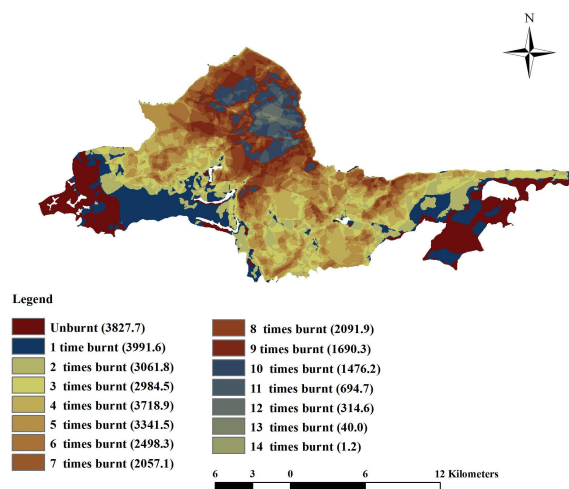 N
Legend
Unburnt (3827.7)
1 time burnt (3991.6)
2 times burnt (3061.8)
3 times burnt (2984.5)
4 times burnt (3718.9)
5 times burnt (3341.5)
6 times burnt (2498.3)
7 times burnt (2057.1)
8 times burnt (2091.9)
9 times burnt (1690.3)
10 times burnt (1476.2)
11 times burnt (694.7)
12 times burnt (314.6)
13 times burnt (40.0)
14 times burnt (1.2)
6 3 0 6 12 Kilometers